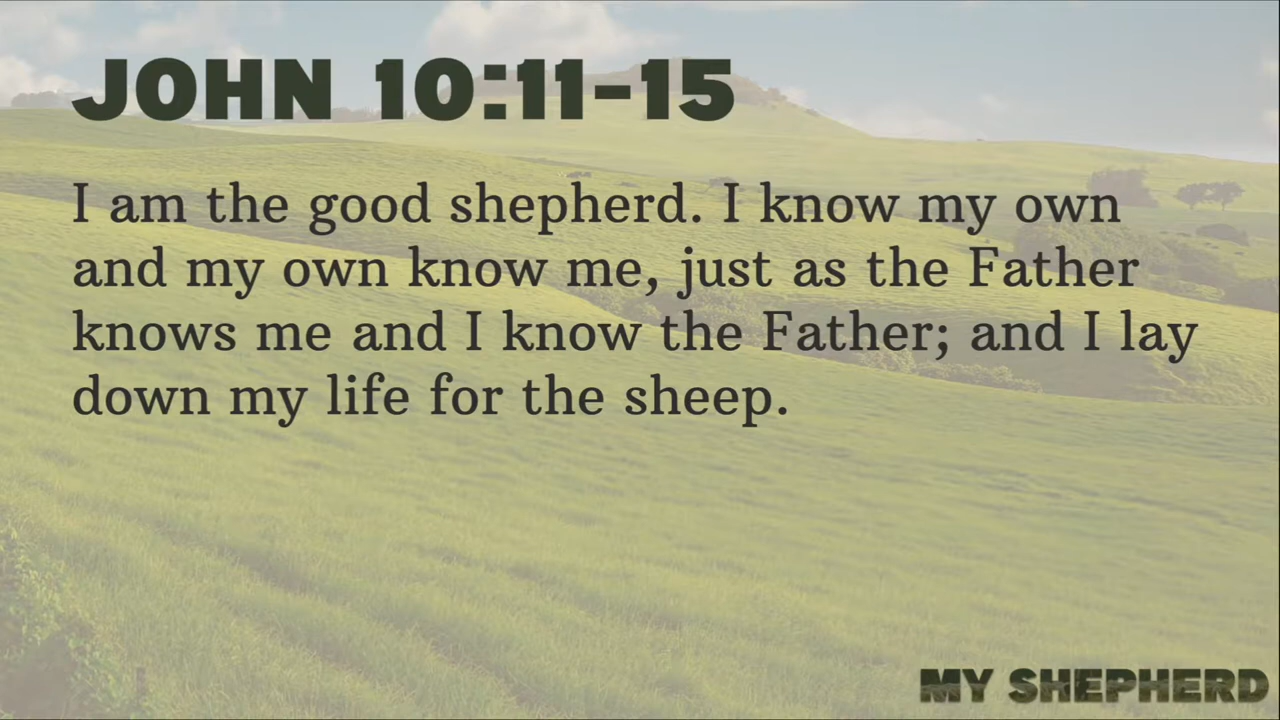 JOHN 10:11-15
I am the good shepherd. I know my own
and my own know me, just as the Father
knows me and I know the Father; and I lay
down my life for the sheep.
MY SHEPHERD